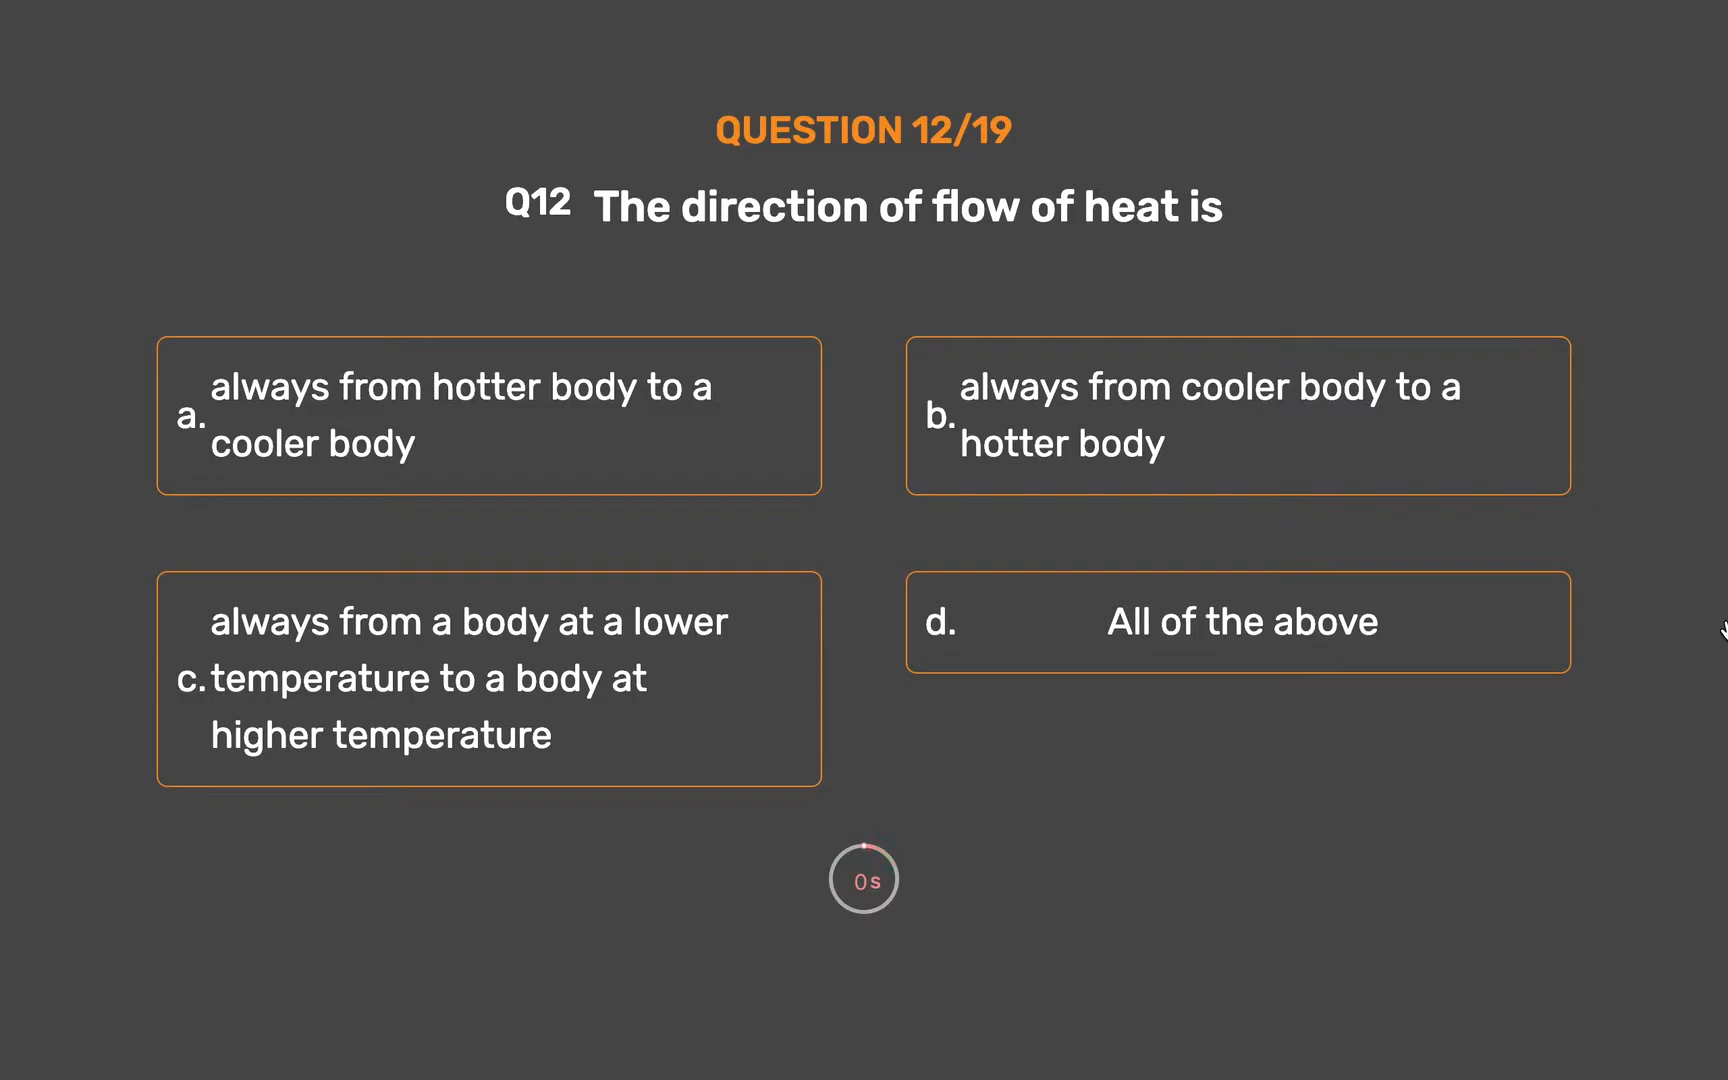 QUESTION 12/19
Q12 The direction of flow of heat is
a. always from hotter body to a
cooler body
b. always from cooler body to a
hotter body
c. always from a body at a lower
temperature to a body at
higher temperature
d. All of the above
0s